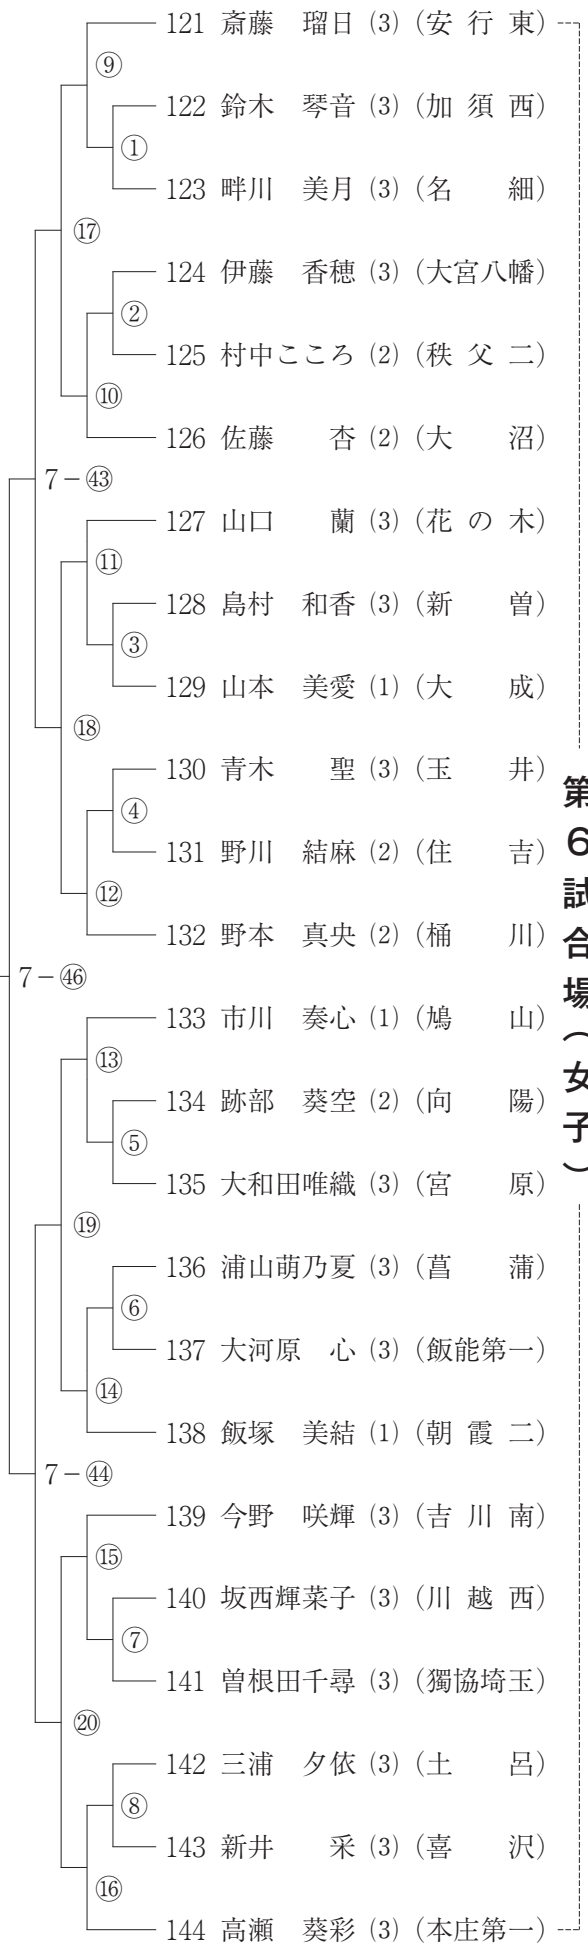 121 斎藤　瑠日 (3) (安 行 東)
⑨
122 鈴木　琴音 (3) (加 須 西)
①
123 畔川　美月 (3) (名　　細)
⑰
124 伊藤　香穂 (3) (大宮八幡)
②
125 村中こころ (2) (秩 父 二)
⑩
126 佐藤　　杏 (2) (大　　沼)
7－㊸
127 山口　　蘭 (3) (花 の 木)
⑪
128 島村　和香 (3) (新　　曽)
③
129 山本　美愛 (1) (大　　成)
⑱
130 青木　　聖 (3) (玉　　井)
④
131 野川　結麻 (2) (住　　吉)
⑫
132 野本　真央 (2) (桶　　川)
7－㊻
133 市川　奏心 (1) (鳩　　山)
⑬
134 跡部　葵空 (2) (向　　陽)
⑤
135 大和田唯織 (3) (宮　　原)
⑲
136 浦山萌乃夏 (3) (菖　　蒲)
⑥
137 大河原　心 (3) (飯能第一)
⑭
138 飯塚　美結 (1) (朝 霞 二)
7－㊹
139 今野　咲輝 (3) (吉 川 南)
⑮
140 坂西輝菜子 (3) (川 越 西)
⑦
141 曽根田千尋 (3) (獨協埼玉)
⑳
142 三浦　夕依 (3) (土　　呂)
⑧
143 新井　　采 (3) (喜　　沢)
⑯
144 高瀬　葵彩 (3) (本庄第一)
第６試合場（女子）